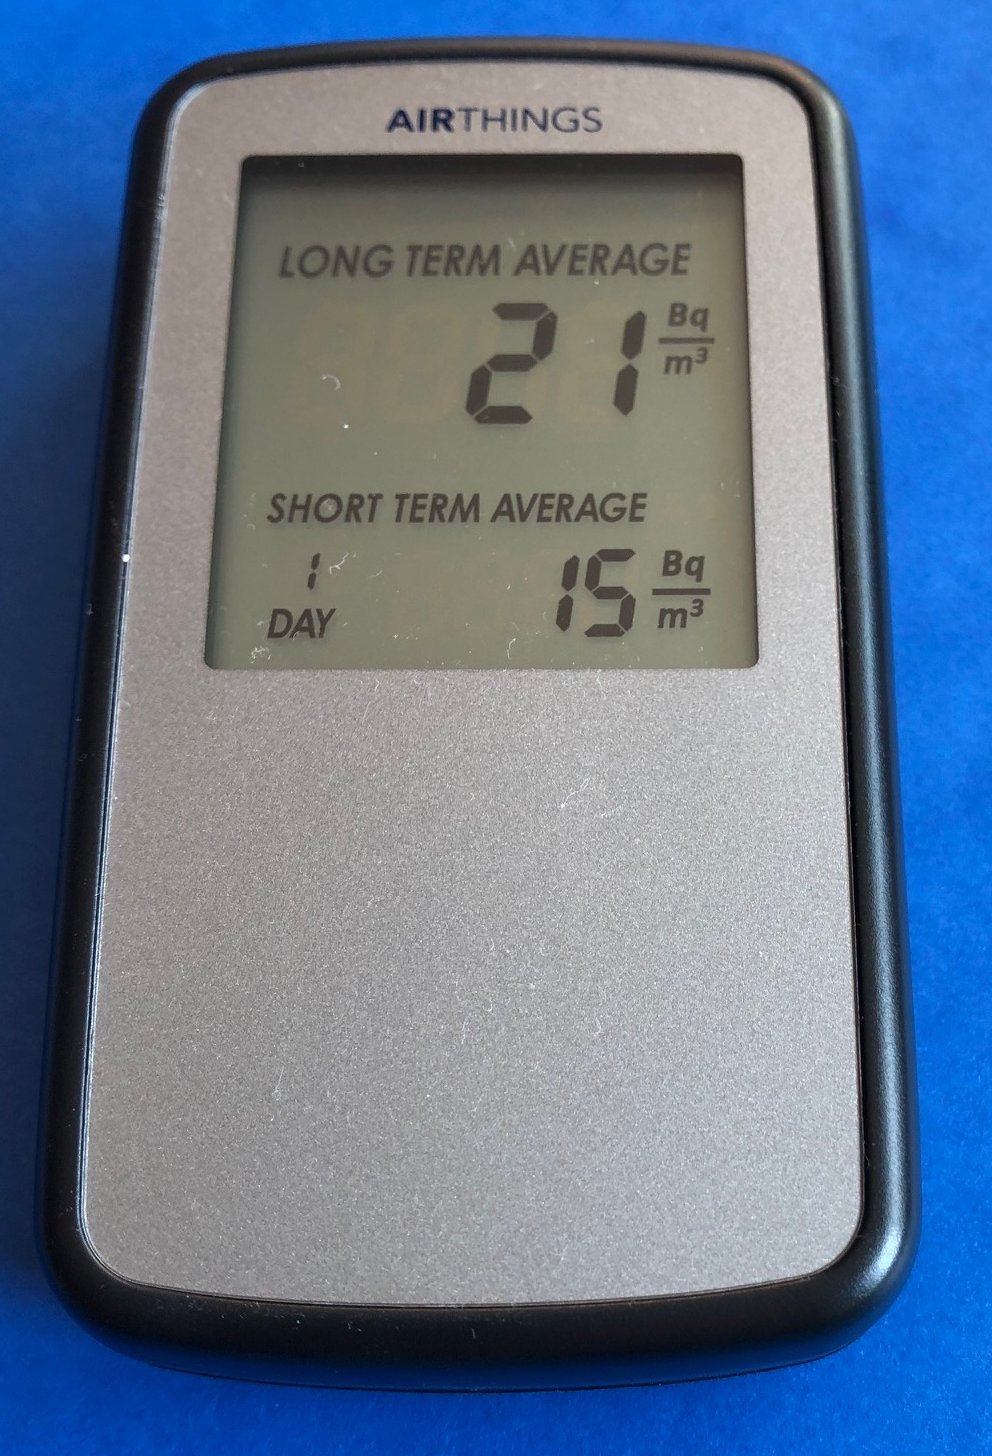 AIRTHINGS
LONG TERM AVERAGE
21 Bq/m³
SHORT TERM AVERAGE
1 DAY 15 Bq/m³